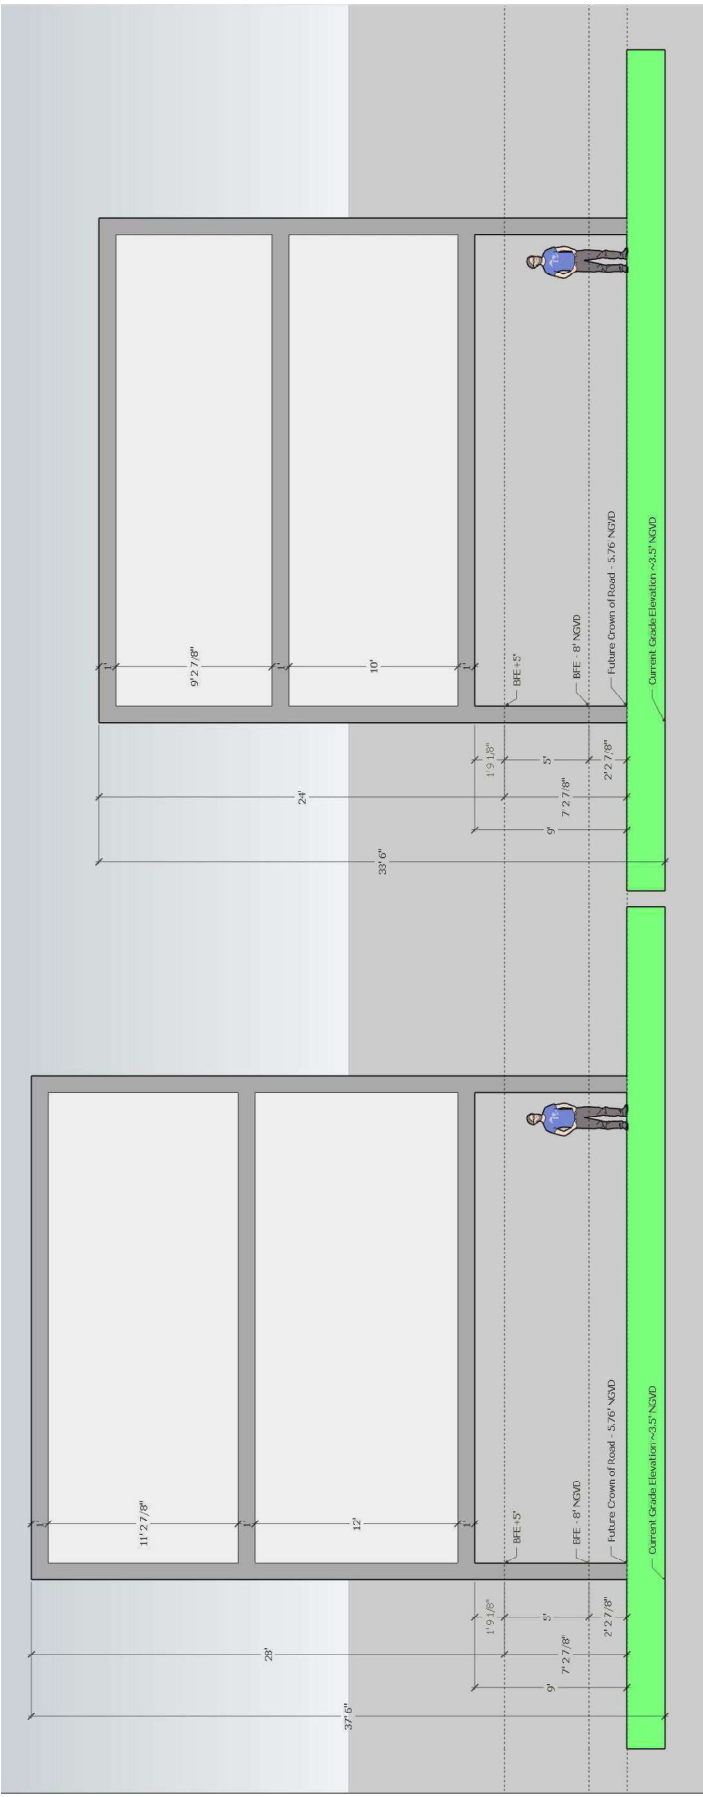 37' 6"
28'
9'
7' 2 7/8"
1' 9 1/8"
5'
2' 2 7/8"
1'
11' 2 7/8"
1'
12'
1'
BFE+5'
BFE - 8' NGVD
Future Crown of Road - 5.76' NGVD
Current Grade Elevation ~3.5' NGVD
33' 6"
24'
9'
7' 2 7/8"
1' 9 1/8"
5'
2' 2 7/8"
1'
9' 2 7/8"
1'
10'
1'
BFE+5'
BFE - 8' NGVD
Future Crown of Road - 5.76' NGVD
Current Grade Elevation ~3.5' NGVD